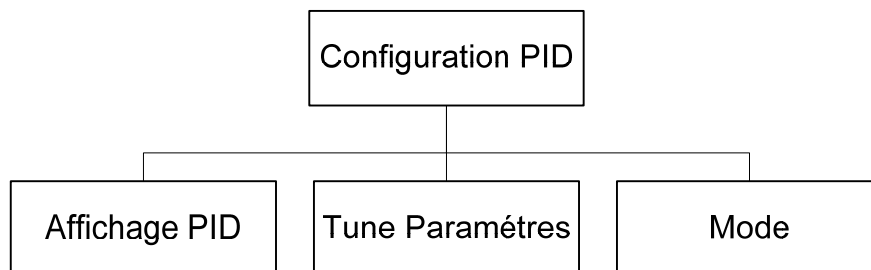 Configuration PID
Affichage PID
Tune Paramétres
Mode